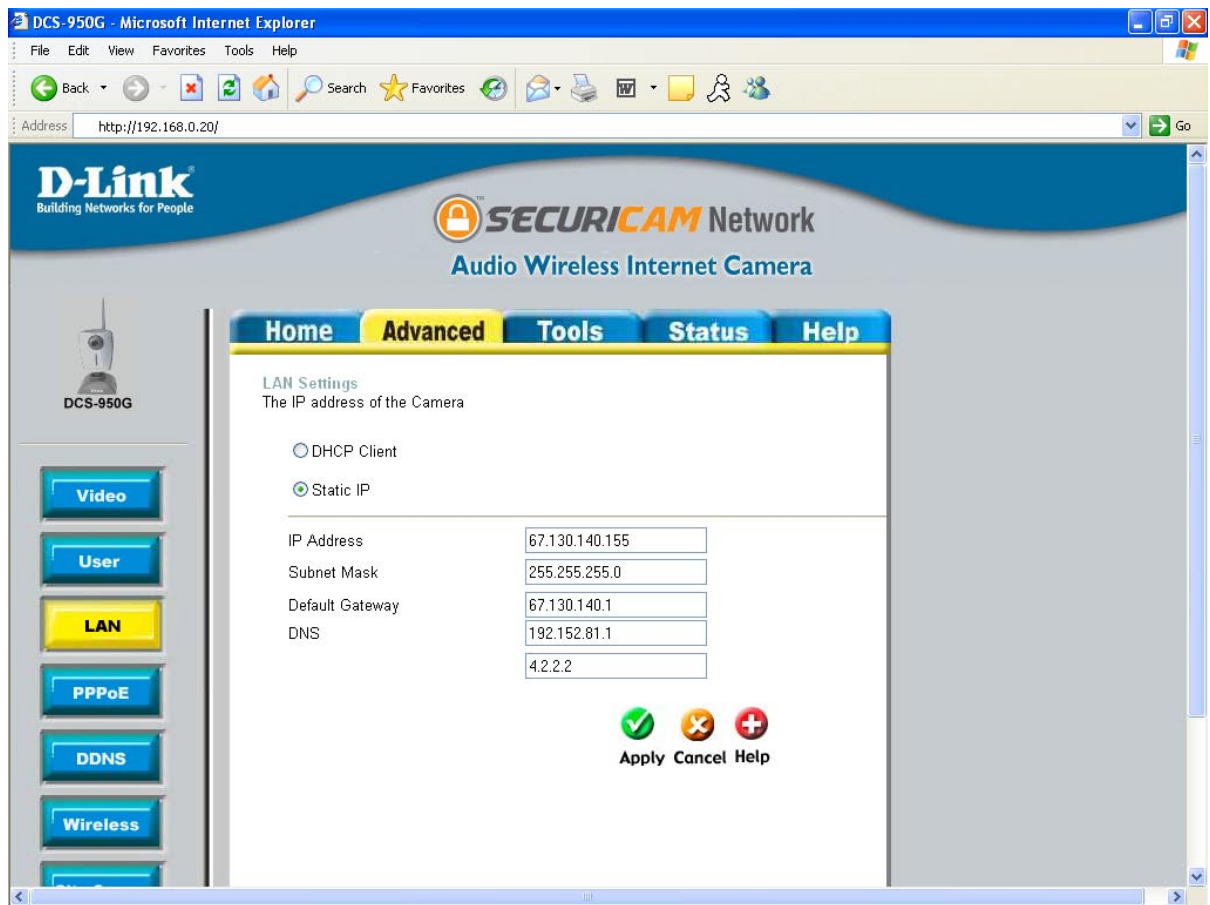 DCS-950G - Microsoft Internet Explorer
File Edit View Favorites Tools Help
Back Search Favorites
Address http://192.168.0.20/ Go
D-Link
Building Networks for People
SECURICAM Network
Audio Wireless Internet Camera
DCS-950G
Home Advanced Tools Status Help
LAN Settings
The IP address of the Camera
DHCP Client
Static IP
IP Address 67.130.140.155
Subnet Mask 255.255.255.0
Default Gateway 67.130.140.1
DNS 192.152.81.1
4.2.2.2
Apply Cancel Help
Video
User
LAN
PPPoE
DDNS
Wireless